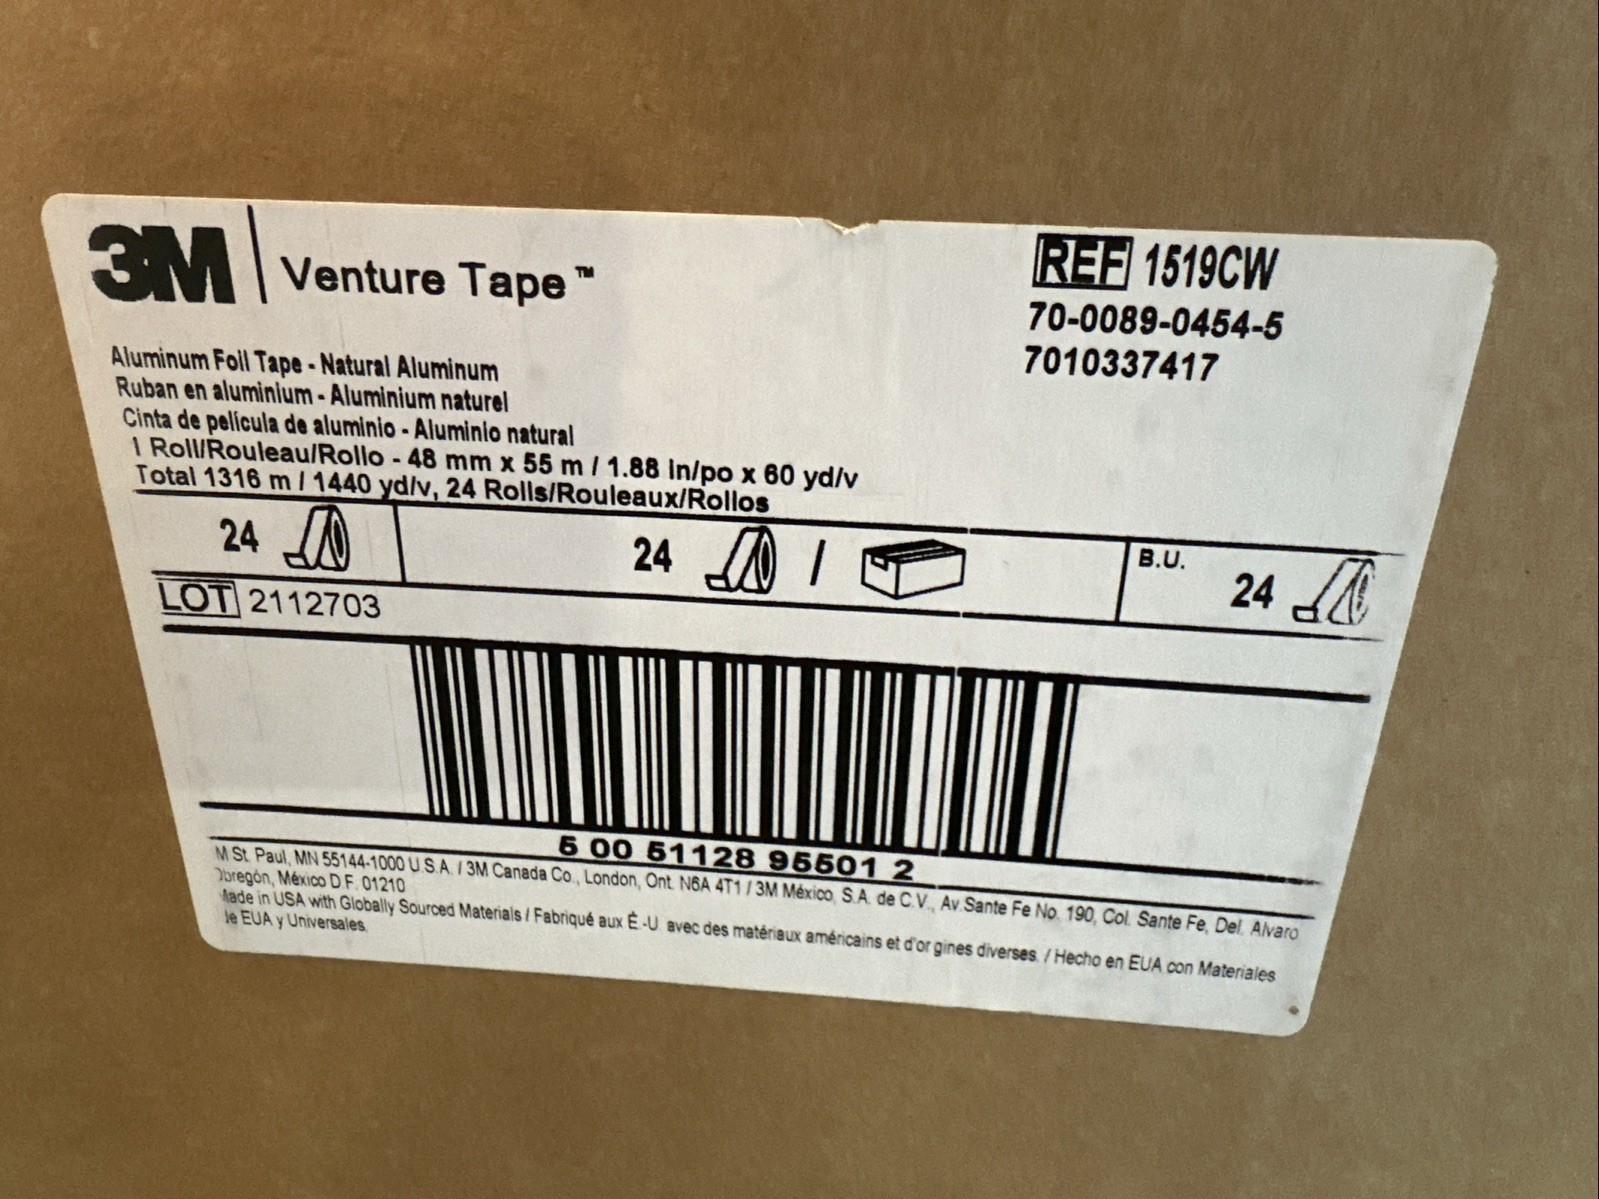 3M | Venture Tape™
REF 1519CW
70-0089-0454-5
7010337417
Aluminum Foil Tape - Natural Aluminum
Ruban en aluminium - Aluminium naturel
Cinta de película de aluminio - Aluminio natural
1 Roll/Rouleau/Rollo - 48 mm x 55 m / 1.88 in/po x 60 yd/v
Total 1316 m / 1440 yd/v, 24 Rolls/Rouleaux/Rollos
24 24 / B.U. 24
LOT 2112703
5 00 51128 95501 2
M St. Paul, MN 55144-1000 U.S.A. / 3M Canada Co., London, Ont. N6A 4T1 / 3M México, S.A. de C.V., Av.Sante Fe No. 190, Col. Sante Fe, Del. Alvaro
Obregón, México D.F. 01210
Made in USA with Globally Sourced Materials / Fabriqué aux É.-U. avec des matériaux américains et d'origines diverses. / Hecho en EUA con Materiales
de EUA y Universales.